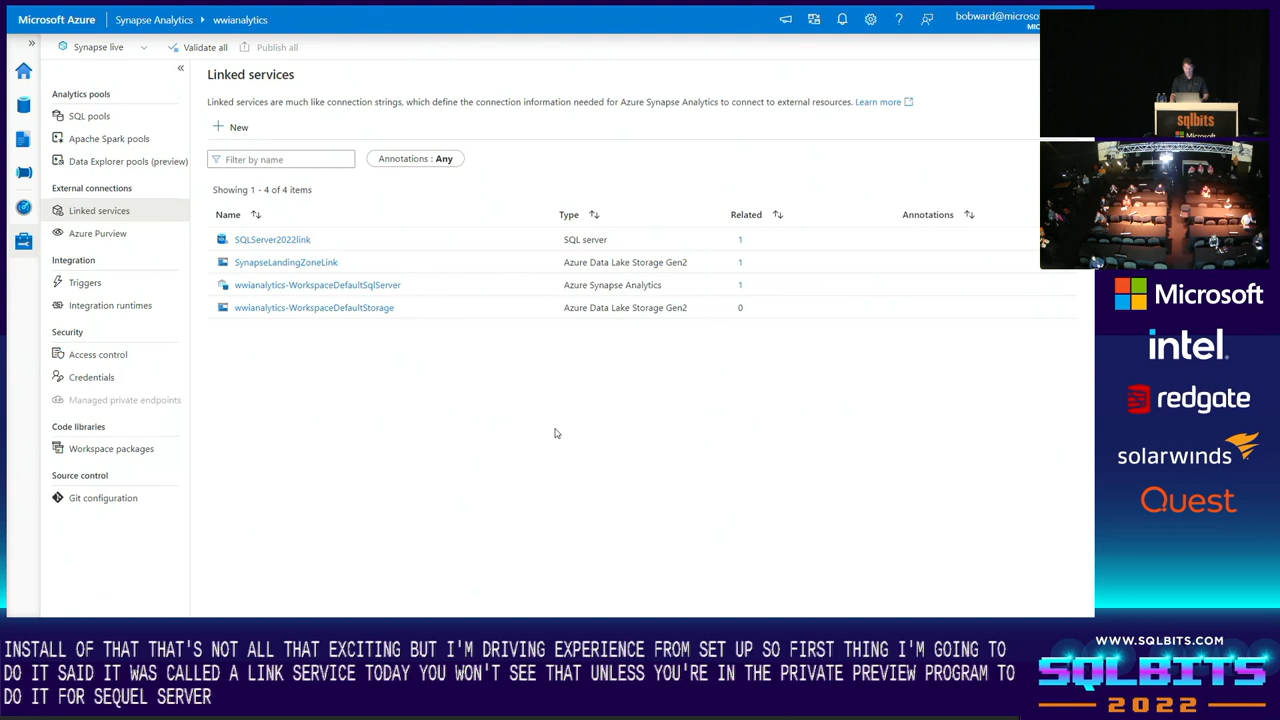 Microsoft Azure
Synapse Analytics
wwianalytics
bobward@microso
MIC
Synapse live
Validate all
Publish all
Analytics pools
SQL pools
Apache Spark pools
Data Explorer pools (preview)
External connections
Linked services
Azure Purview
Integration
Triggers
Integration runtimes
Security
Access control
Credentials
Managed private endpoints
Code libraries
Workspace packages
Source control
Git configuration
Linked services
Linked services are much like connection strings, which define the connection information needed for Azure Synapse Analytics to connect to external resources. Learn more
New
Filter by name
Annotations : Any
Showing 1 - 4 of 4 items
Name Type Related Annotations
SQLServer2022link SQL server 1
SynapseLandingZoneLink Azure Data Lake Storage Gen2 1
wwianalytics-WorkspaceDefaultSqlServer Azure Synapse Analytics 1
wwianalytics-WorkspaceDefaultStorage Azure Data Lake Storage Gen2 0
sqlbits
Microsoft
Microsoft
intel.
redgate
solarwinds
Quest
INSTALL OF THAT THAT'S NOT ALL THAT EXCITING BUT I'M DRIVING EXPERIENCE FROM SET UP SO FIRST THING I'M GOING TO
DO IT SAID IT WAS CALLED A LINK SERVICE TODAY YOU WON'T SEE THAT UNLESS YOU'RE IN THE PRIVATE PREVIEW PROGRAM TO
DO IT FOR SEQUEL SERVER
WWW.SQLBITS.COM
SQLBITS
2022